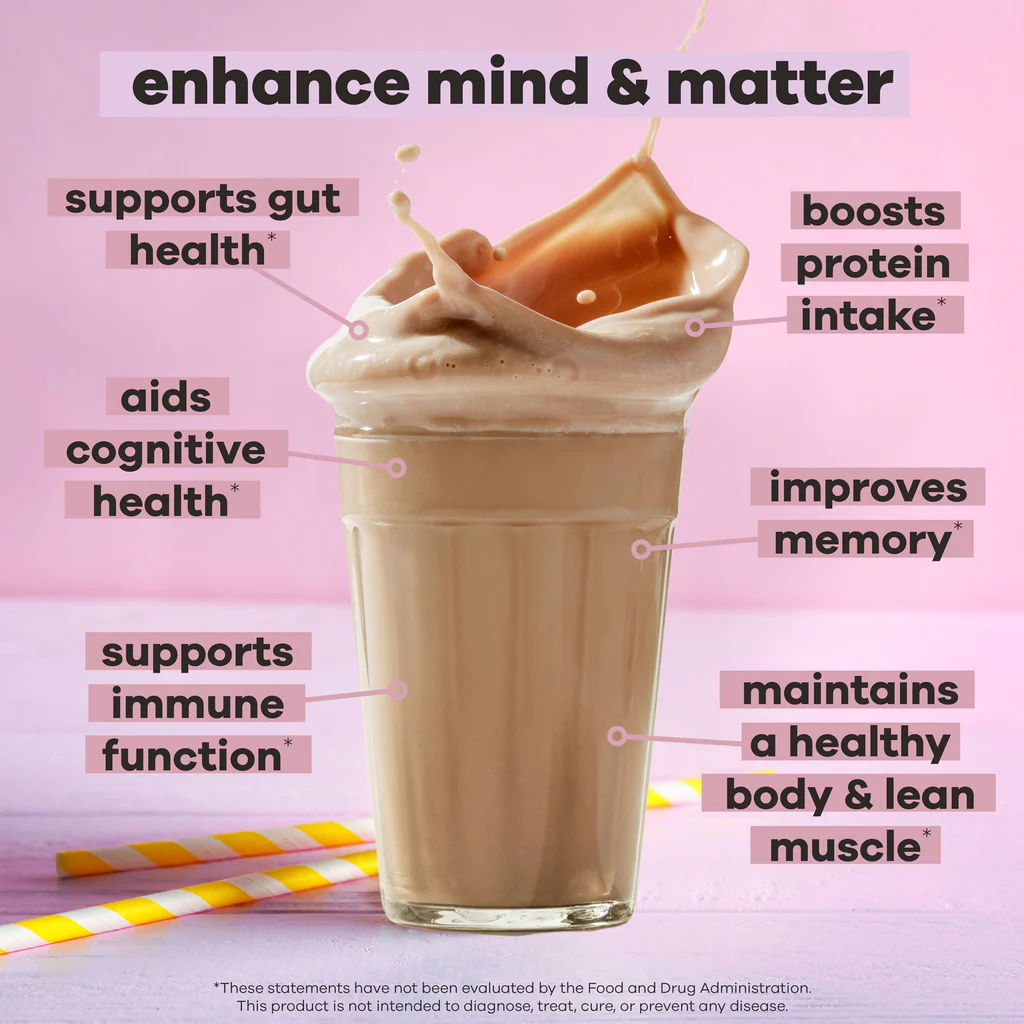 enhance mind & matter
supports gut
health*
boosts
protein
intake*
aids
cognitive
health*
improves
memory*
supports
immune
function*
maintains
a healthy
body & lean
muscle*
*These statements have not been evaluated by the Food and Drug Administration.
This product is not intended to diagnose, treat, cure, or prevent any disease.